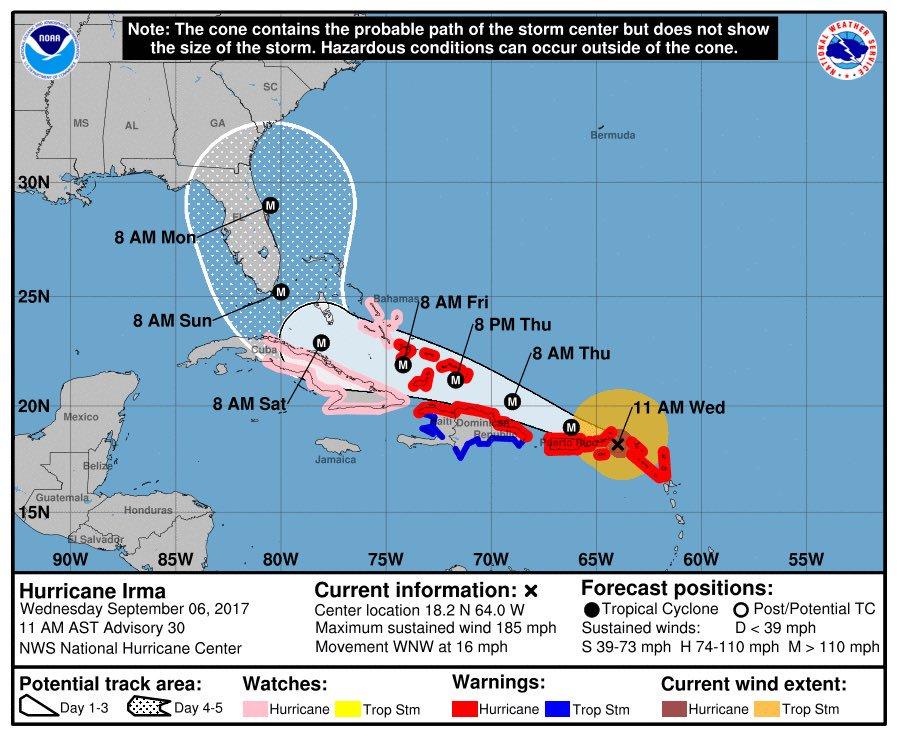 Note: The cone contains the probable path of the storm center but does not show
the size of the storm. Hazardous conditions can occur outside of the cone.
NOAA
NATIONAL WEATHER SERVICE
SC
MS
AL
GA
Bermuda
30N
FL
8 AM Mon
25N
Bahamas
8 AM Fri
8 AM Sun
8 PM Thu
Cuba
8 AM Thu
8 AM Sat
20N
11 AM Wed
Mexico
Haiti
Dominican
Republic
Puerto Rico
Jamaica
Belize
Guatemala
15N
Honduras
El Salvador
90W
85W
80W
75W
70W
65W
60W
55W
M
M
M
M
M
M
M
Hurricane Irma
Wednesday September 06, 2017
11 AM AST Advisory 30
NWS National Hurricane Center
Current information: ×
Center location 18.2 N 64.0 W
Maximum sustained wind 185 mph
Movement WNW at 16 mph
Forecast positions:
Tropical Cyclone Post/Potential TC
Sustained winds: D < 39 mph
S 39-73 mph H 74-110 mph M > 110 mph
Potential track area:
Day 1-3 Day 4-5
Watches:
Hurricane Trop Stm
Warnings:
Hurricane Trop Stm
Current wind extent:
Hurricane Trop Stm